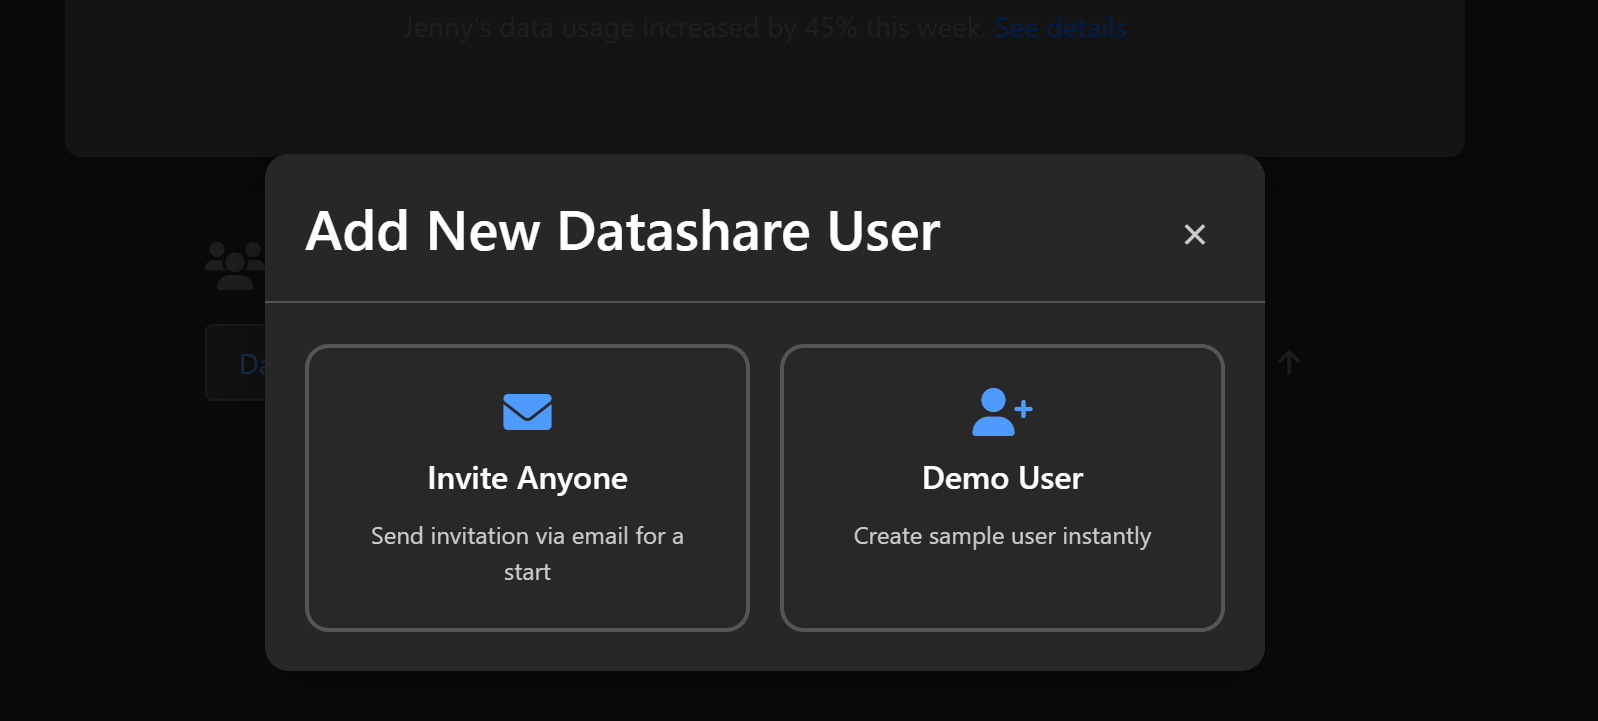 Jenny's data usage increased by 45% this week. See details
Add New Datashare User
Invite Anyone
Send invitation via email for a
start
Demo User
Create sample user instantly